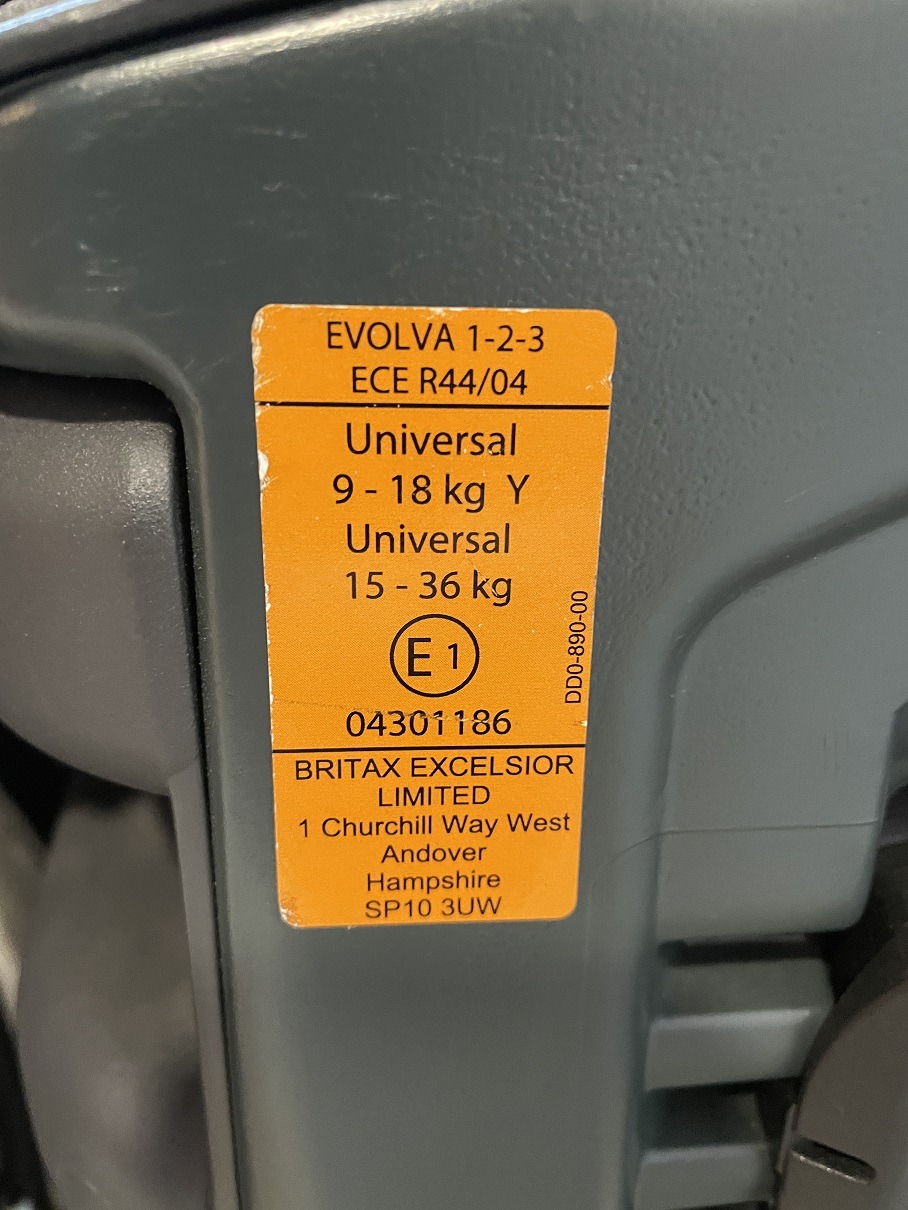 EVOLVA 1-2-3
ECE R44/04
Universal
9 - 18 kg Y
Universal
15 - 36 kg
E 1
DD0-890-00
04301186
BRITAX EXCELSIOR
LIMITED
1 Churchill Way West
Andover
Hampshire
SP10 3UW